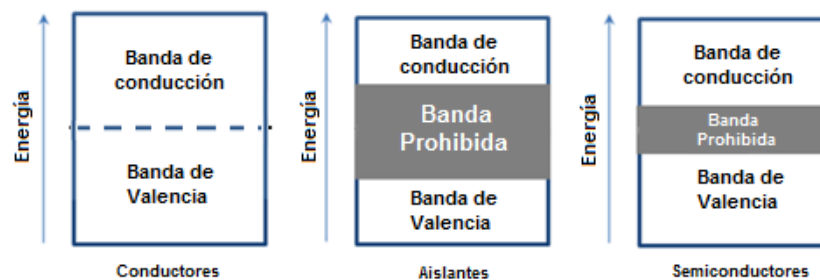 Energía
Banda de
conducción
Banda de
Valencia
Conductores
Energía
Banda de
conducción
Banda
Prohibida
Banda de
Valencia
Aislantes
Energía
Banda de
conducción
Banda
Prohibida
Banda de
Valencia
Semiconductores